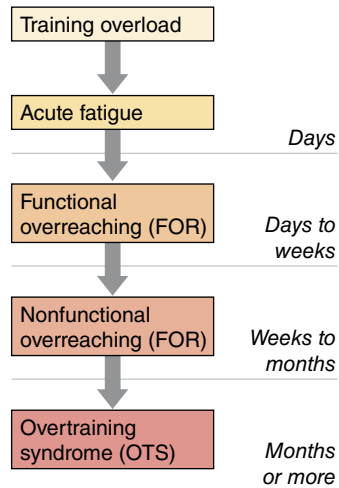 Training overload
Acute fatigue
Days
Functional
overreaching (FOR)
Days to
weeks
Nonfunctional
overreaching (FOR)
Weeks to
months
Overtraining
syndrome (OTS)
Months
or more